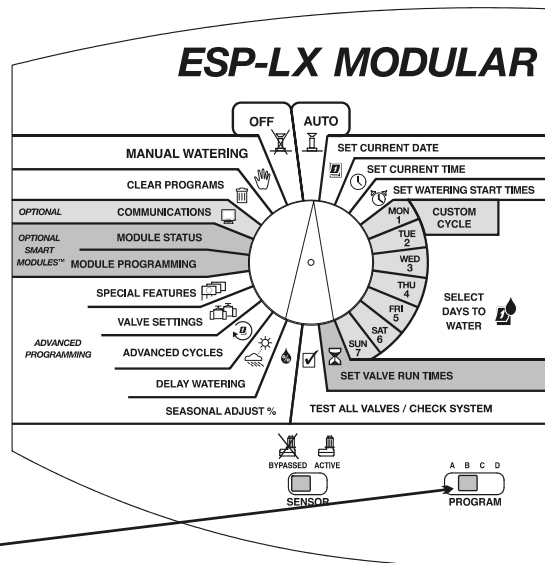 ESP-LX MODULAR
OFF
AUTO
MANUAL WATERING
CLEAR PROGRAMS
OPTIONAL
COMMUNICATIONS
OPTIONAL
SMART
MODULES™
MODULE STATUS
MODULE PROGRAMMING
SPECIAL FEATURES
VALVE SETTINGS
ADVANCED
PROGRAMMING
ADVANCED CYCLES
DELAY WATERING
SEASONAL ADJUST %
SET CURRENT DATE
SET CURRENT TIME
SET WATERING START TIMES
CUSTOM
CYCLE
MON
1
TUE
2
WED
3
THU
4
FRI
5
SAT
6
SUN
7
SELECT
DAYS TO
WATER
SET VALVE RUN TIMES
TEST ALL VALVES / CHECK SYSTEM
BYPASSED ACTIVE
SENSOR
A B C D
PROGRAM